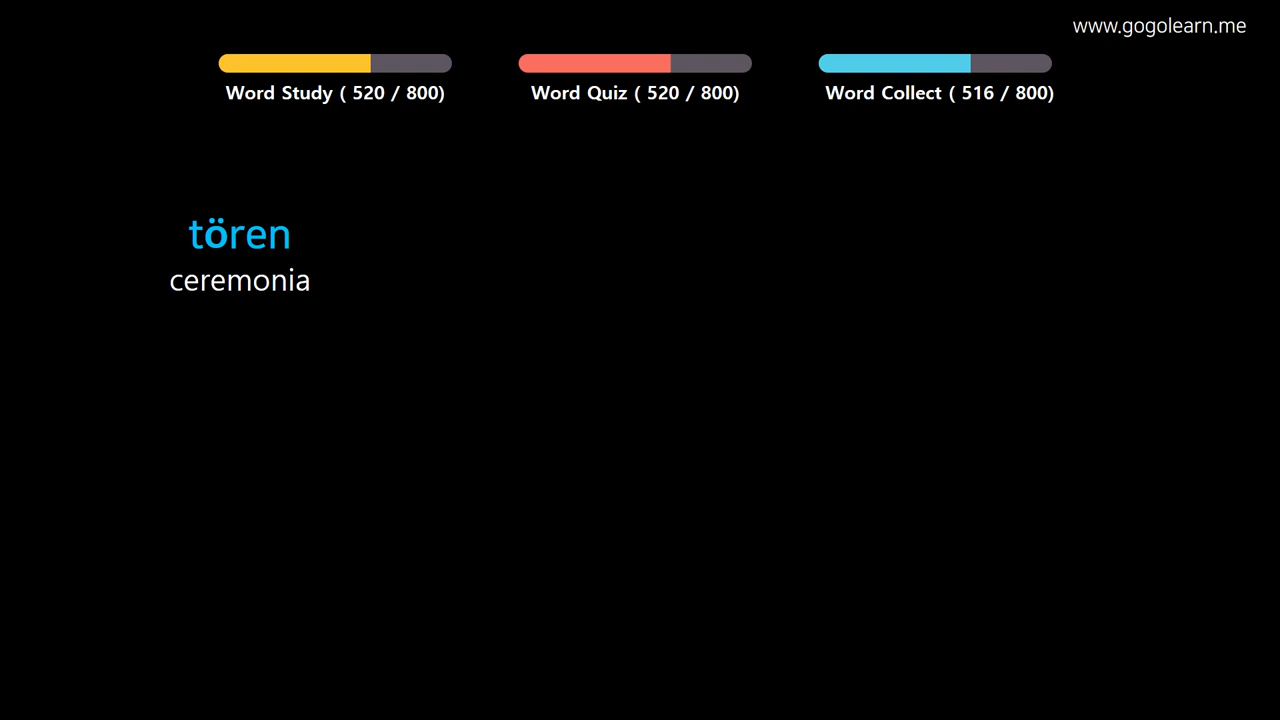 www.gogolearn.me
Word Study ( 520 / 800)
Word Quiz ( 520 / 800)
Word Collect ( 516 / 800)
tören
ceremonia